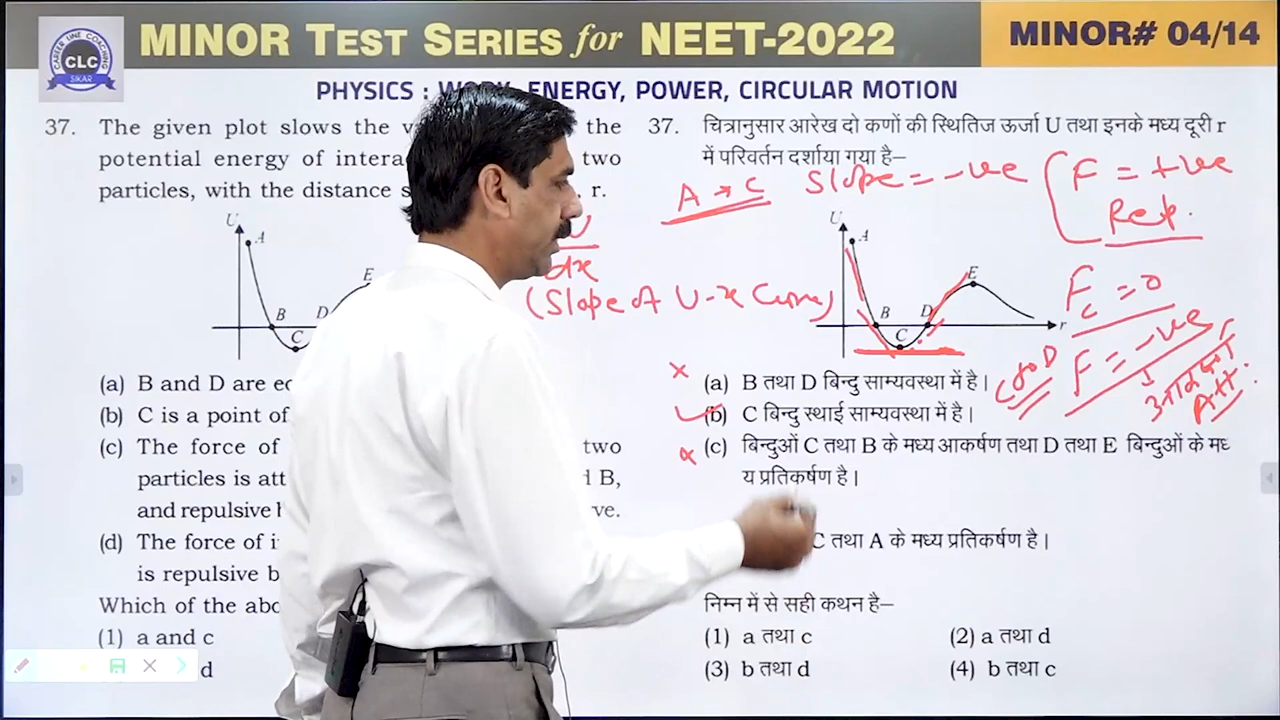 MINOR TEST SERIES for NEET-2022
MINOR# 04/14
CAREER LINE COACHING
CLC
SIKAR
PHYSICS : ENERGY, POWER, CIRCULAR MOTION
37. The given plot slows the the
potential energy of two
particles, with the distance r.
U
A
B
C
D
E
(a) B and D are
(b) C is a point of
(c) The force of two
particles is B,
and repulsive ve.
(d) The force of
is repulsive
Which of the
(1) a and c
d
37. चित्रानुसार आरेख दो कणों की स्थितिज ऊर्जा U तथा इनके मध्य दूरी r
में परिवर्तन दर्शाया गया है–
A → C Slope = -ve F = +ve
Rep.
dx
(Slope of U-x Curve)
U
A
B
C
D
E
r
F_C = 0
C to D F = -ve
Att.
× (a) B तथा D बिन्दु साम्यवस्था में है।
(b) C बिन्दु स्थाई साम्यवस्था में है।
× (c) बिन्दुओं C तथा B के मध्य आकर्षण तथा D तथा E बिन्दुओं के मध
्य प्रतिकर्षण है।
C तथा A के मध्य प्रतिकर्षण है।
निम्न में से सही कथन है–
(1) a तथा c (2) a तथा d
(3) b तथा d (4) b तथा c